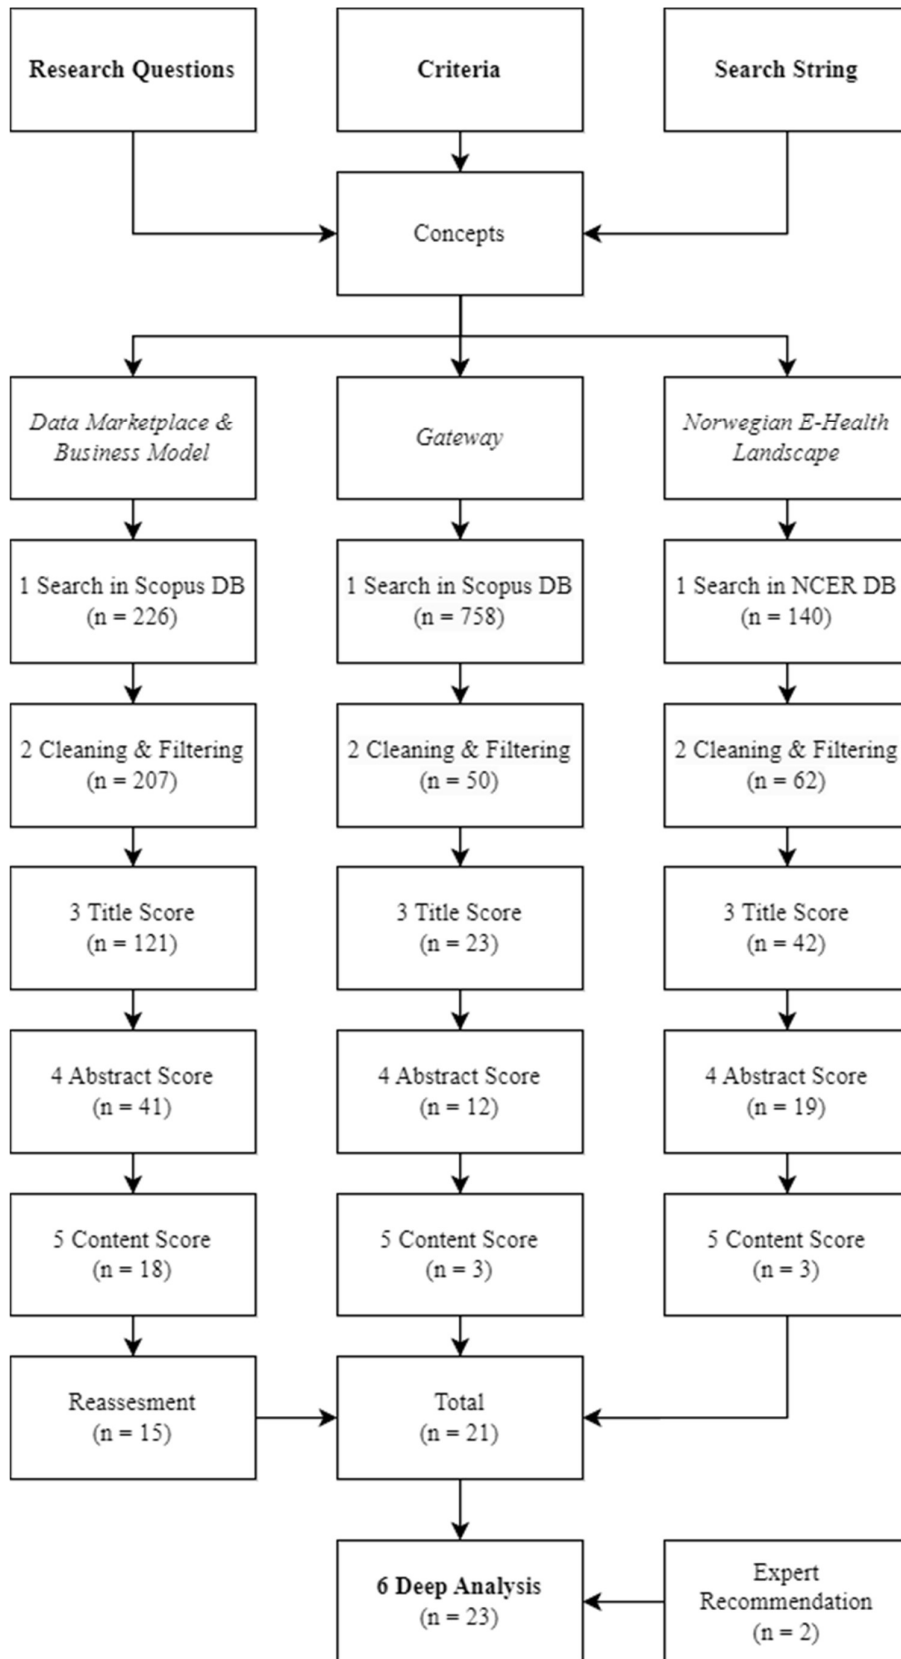 Research Questions
Criteria
Search String
Concepts
Data Marketplace &
Business Model
Gateway
Norwegian E-Health
Landscape
1 Search in Scopus DB
(n = 226)
1 Search in Scopus DB
(n = 758)
1 Search in NCER DB
(n = 140)
2 Cleaning & Filtering
(n = 207)
2 Cleaning & Filtering
(n = 50)
2 Cleaning & Filtering
(n = 62)
3 Title Score
(n = 121)
3 Title Score
(n = 23)
3 Title Score
(n = 42)
4 Abstract Score
(n = 41)
4 Abstract Score
(n = 12)
4 Abstract Score
(n = 19)
5 Content Score
(n = 18)
5 Content Score
(n = 3)
5 Content Score
(n = 3)
Reassesment
(n = 15)
Total
(n = 21)
6 Deep Analysis
(n = 23)
Expert
Recommendation
(n = 2)